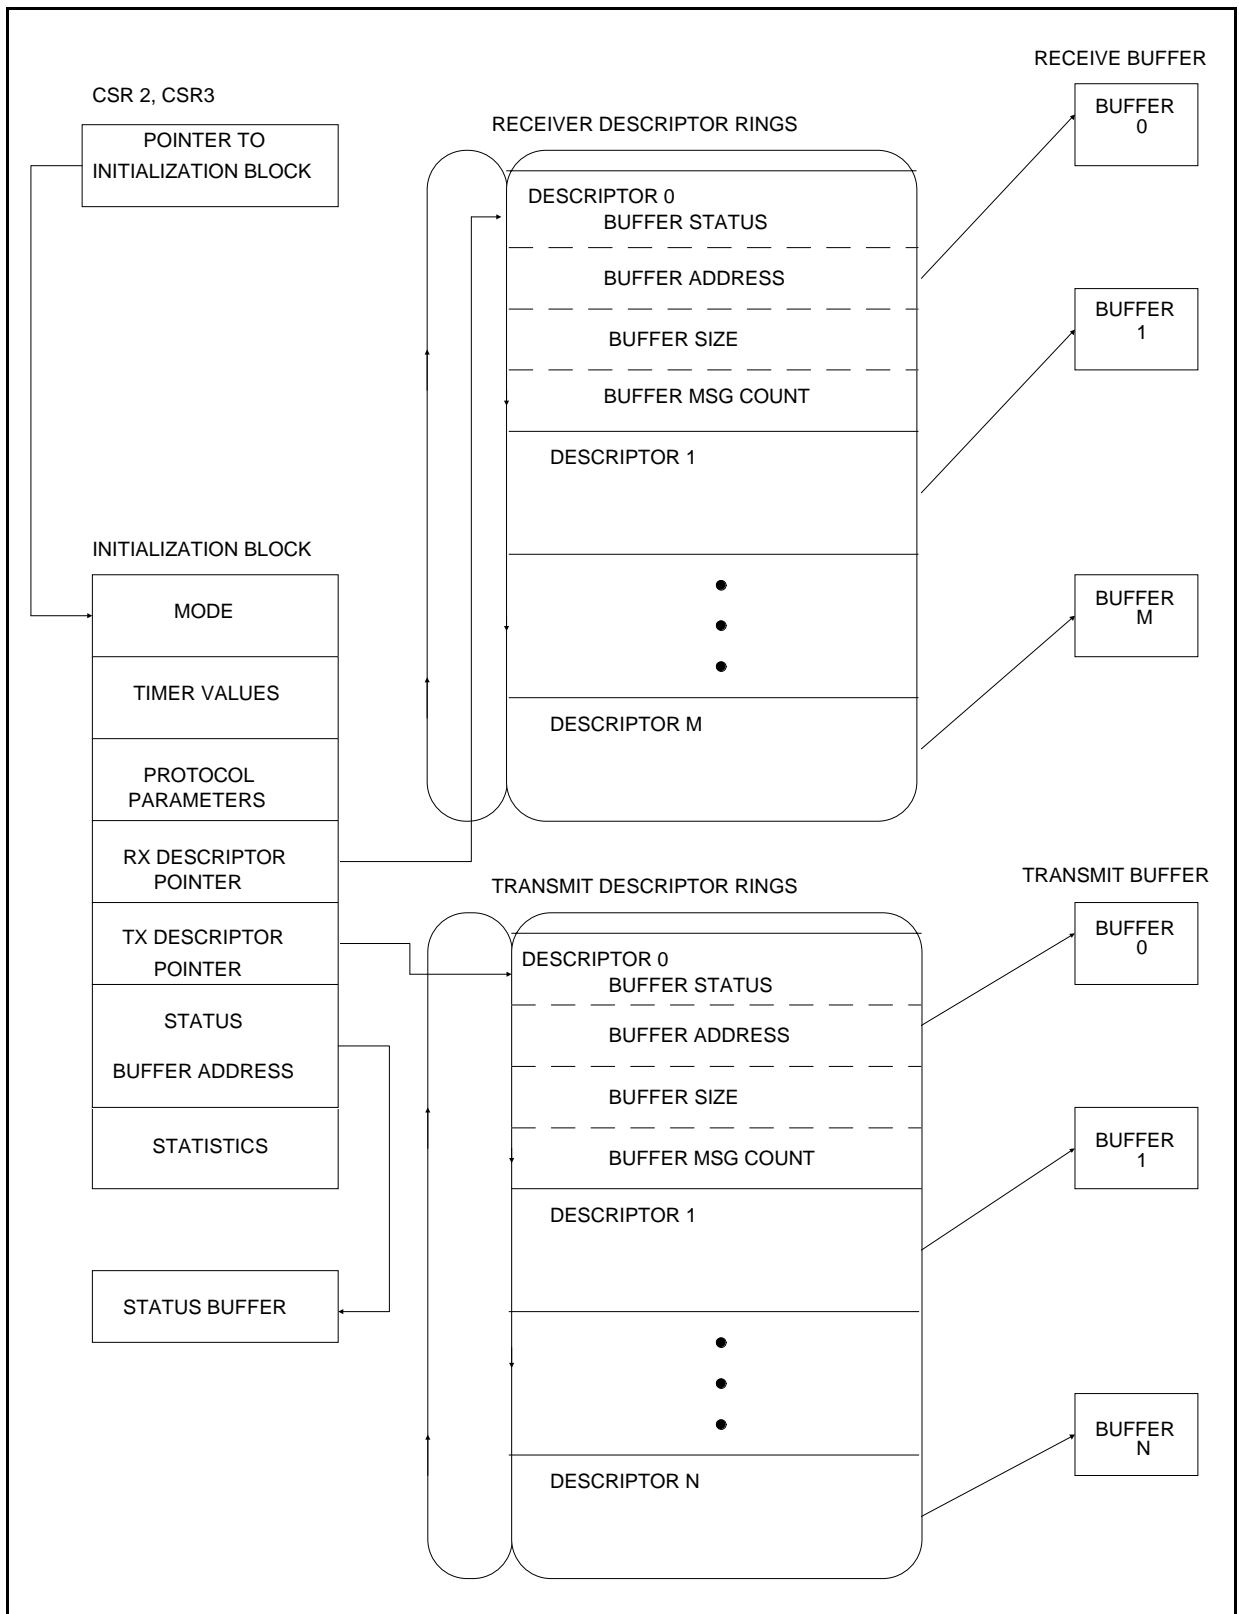 CSR 2, CSR3
POINTER TO
INITIALIZATION BLOCK
INITIALIZATION BLOCK
MODE
TIMER VALUES
PROTOCOL
PARAMETERS
RX DESCRIPTOR
POINTER
TX DESCRIPTOR
POINTER
STATUS
BUFFER ADDRESS
STATISTICS
STATUS BUFFER
RECEIVER DESCRIPTOR RINGS
DESCRIPTOR 0
BUFFER STATUS
BUFFER ADDRESS
BUFFER SIZE
BUFFER MSG COUNT
DESCRIPTOR 1
DESCRIPTOR M
RECEIVE BUFFER
BUFFER
0
BUFFER
1
BUFFER
M
TRANSMIT DESCRIPTOR RINGS
DESCRIPTOR 0
BUFFER STATUS
BUFFER ADDRESS
BUFFER SIZE
BUFFER MSG COUNT
DESCRIPTOR 1
DESCRIPTOR N
TRANSMIT BUFFER
BUFFER
0
BUFFER
1
BUFFER
N